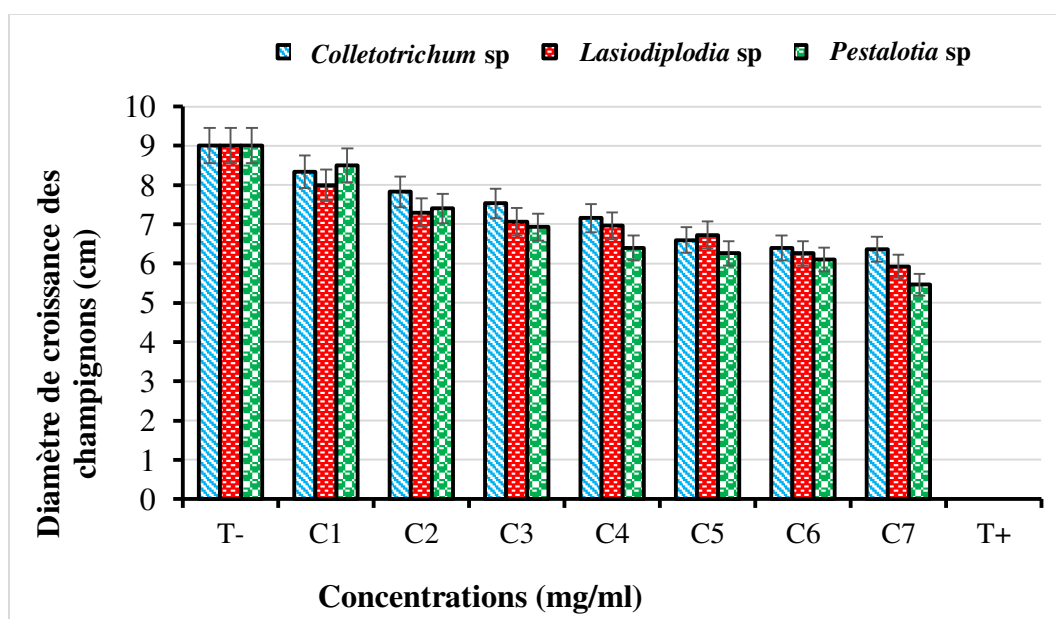 Colletotrichum sp Lasiodiplodia sp Pestalotia sp
Diamètre de croissance des
champignons (cm)
10
9
8
7
6
5
4
3
2
1
0
T- C1 C2 C3 C4 C5 C6 C7 T+
Concentrations (mg/ml)